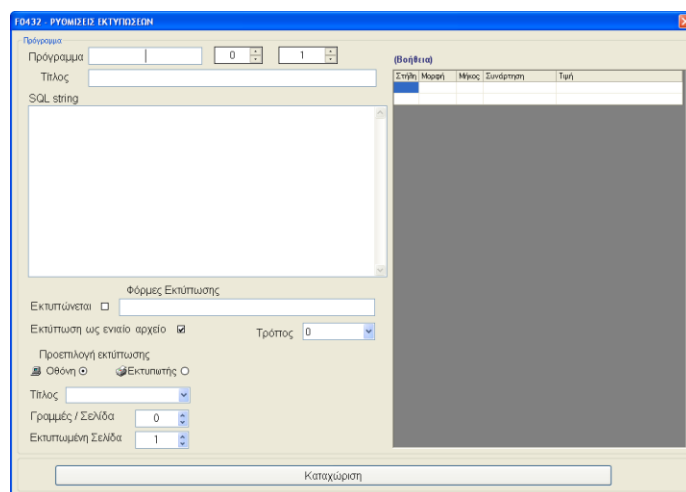 F0432 - ΡΥΘΜΙΣΕΙΣ ΕΚΤΥΠΩΣΕΩΝ
Πρόγραμμα
Πρόγραμμα 0 1
Τίτλος
SQL string
(Βοήθεια)
Στήλη Μορφή Μήκος Συνάρτηση Τιμή
Φόρμες Εκτύπωσης
Εκτυπώνεται
Εκτύπωση ως ενιαίο αρχείο Τρόπος 0
Προεπιλογή εκτύπωσης
Οθόνη Εκτυπωτής
Τίτλος
Γραμμές / Σελίδα 0
Εκτυπωμένη Σελίδα 1
Καταχώριση